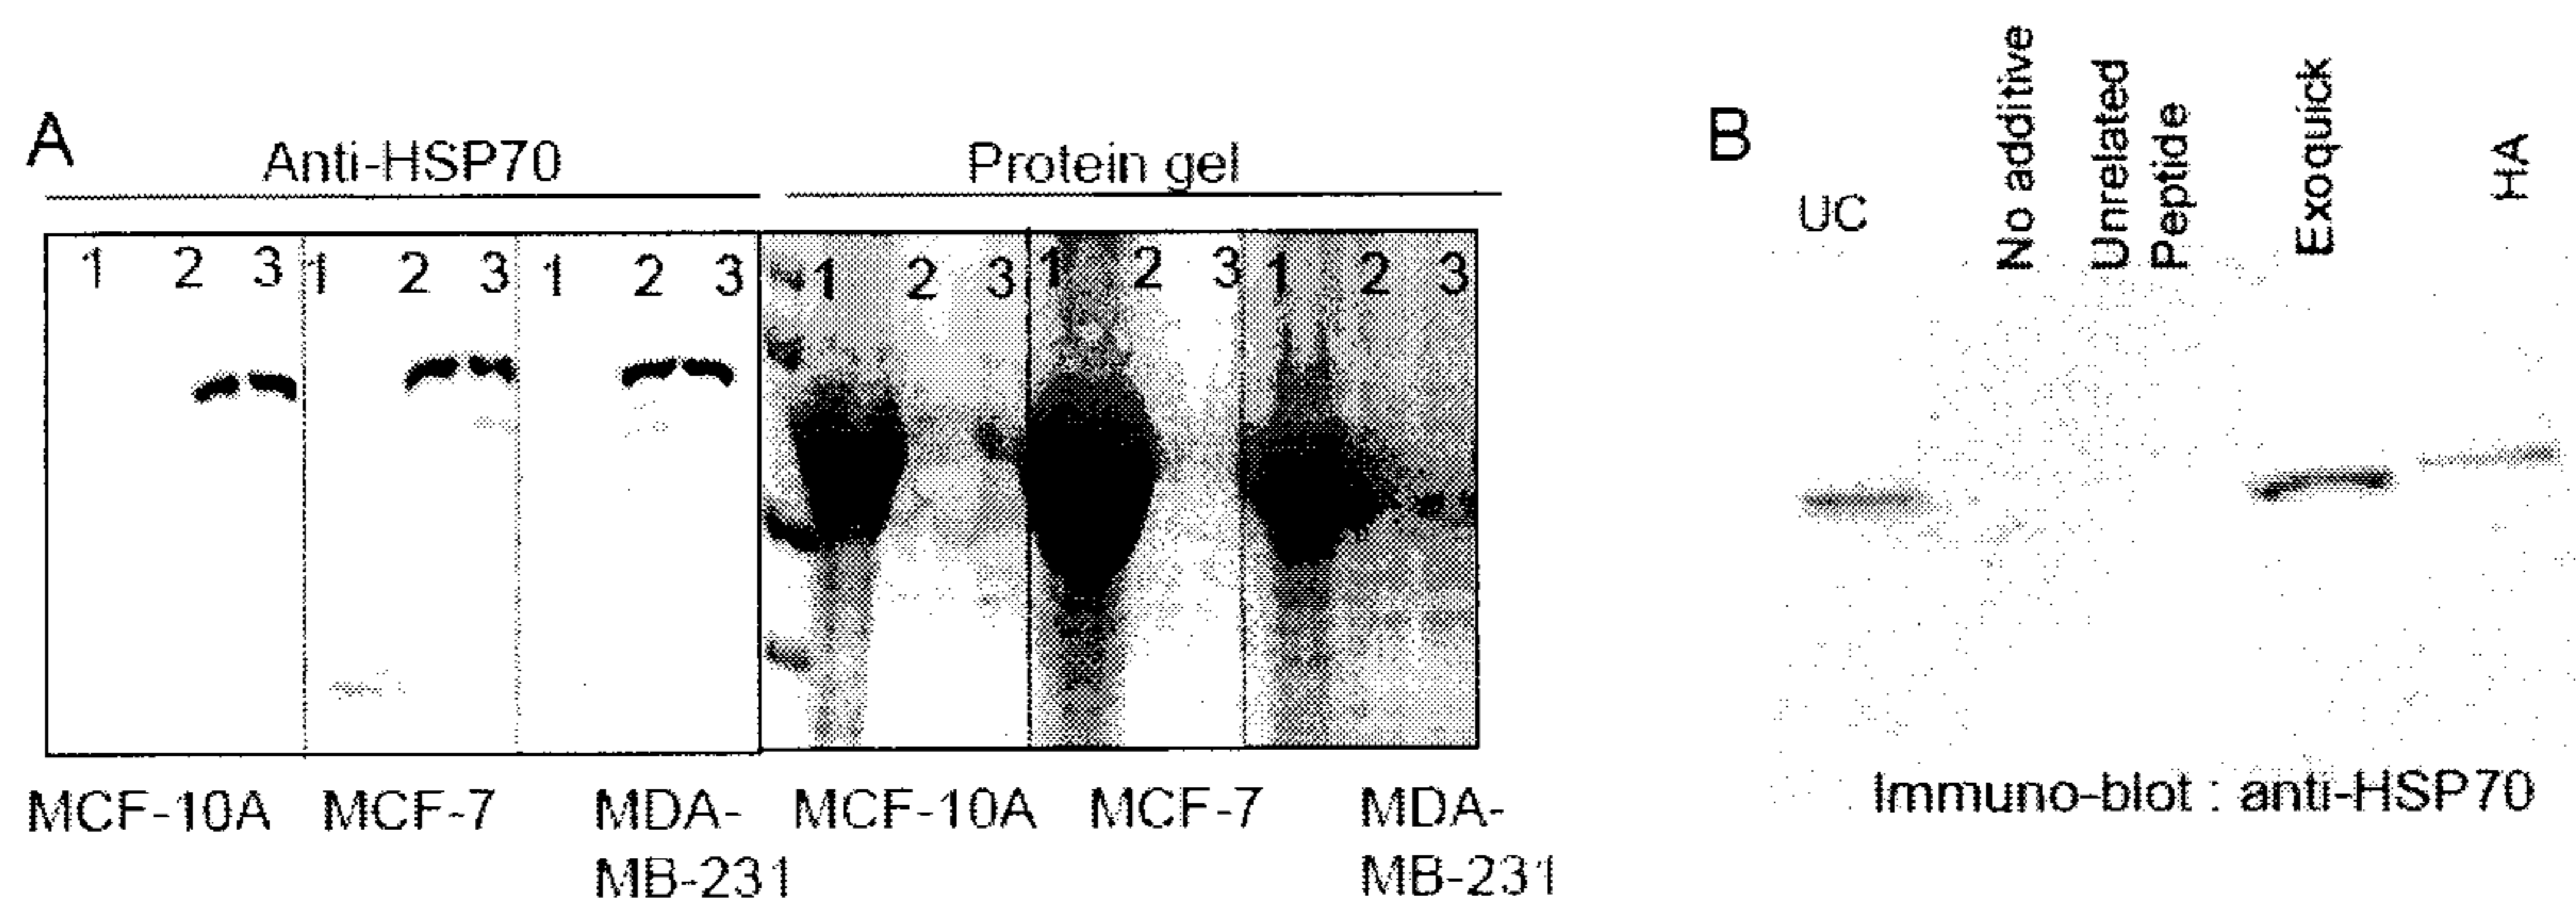 A
Anti-HSP70
Protein gel
1 2 3 1 2 3 1 2 3
1 2 3 1 2 3 1 2 3
MCF-10A
MCF-7
MDA-
MB-231
MCF-10A
MCF-7
MDA-
MB-231
B
UC
No additive
Unrelated
Peptide
Exoquick
HA
Immuno-blot : anti-HSP70